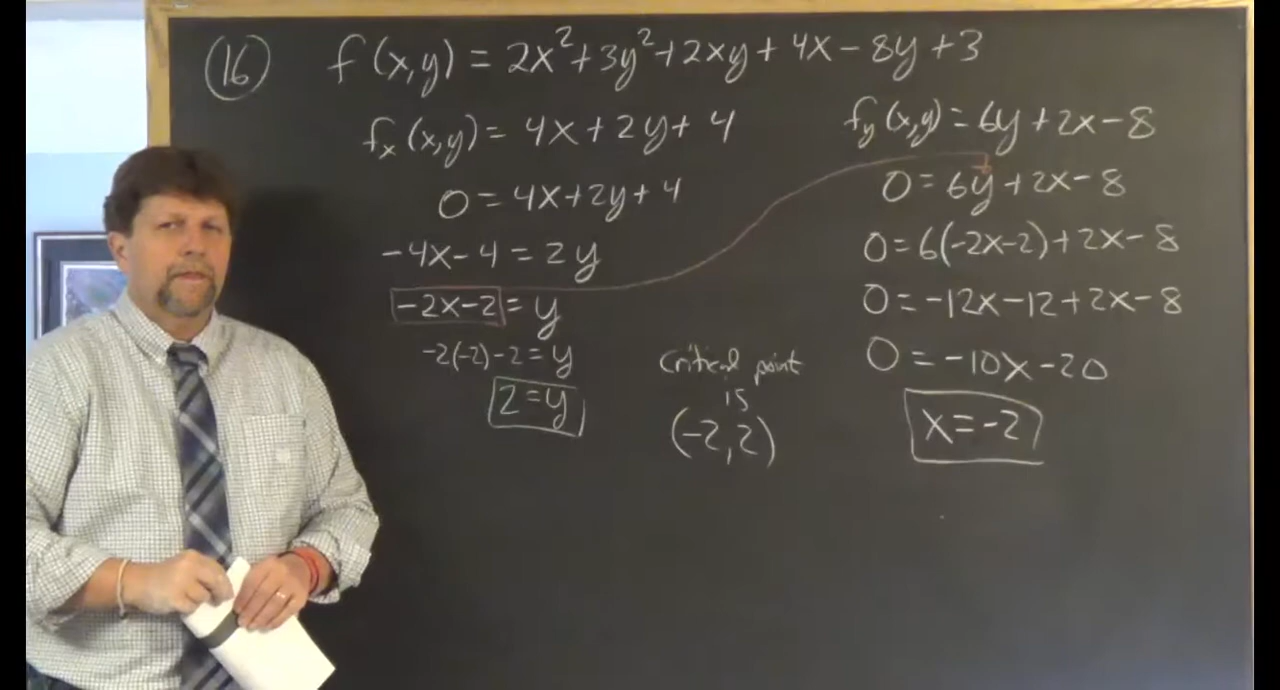 (16) f(x,y) = 2x²+3y²+2xy+4x-8y+3
fx(x,y) = 4x+2y+4
0=4x+2y+4
-4x-4=2y
-2x-2=y
-2(-2)-2=y
2=y
critical point
is
(-2,2)
fy(x,y)=6y+2x-8
0=6y+2x-8
0=6(-2x-2)+2x-8
0=-12x-12+2x-8
0=-10x-20
x=-2